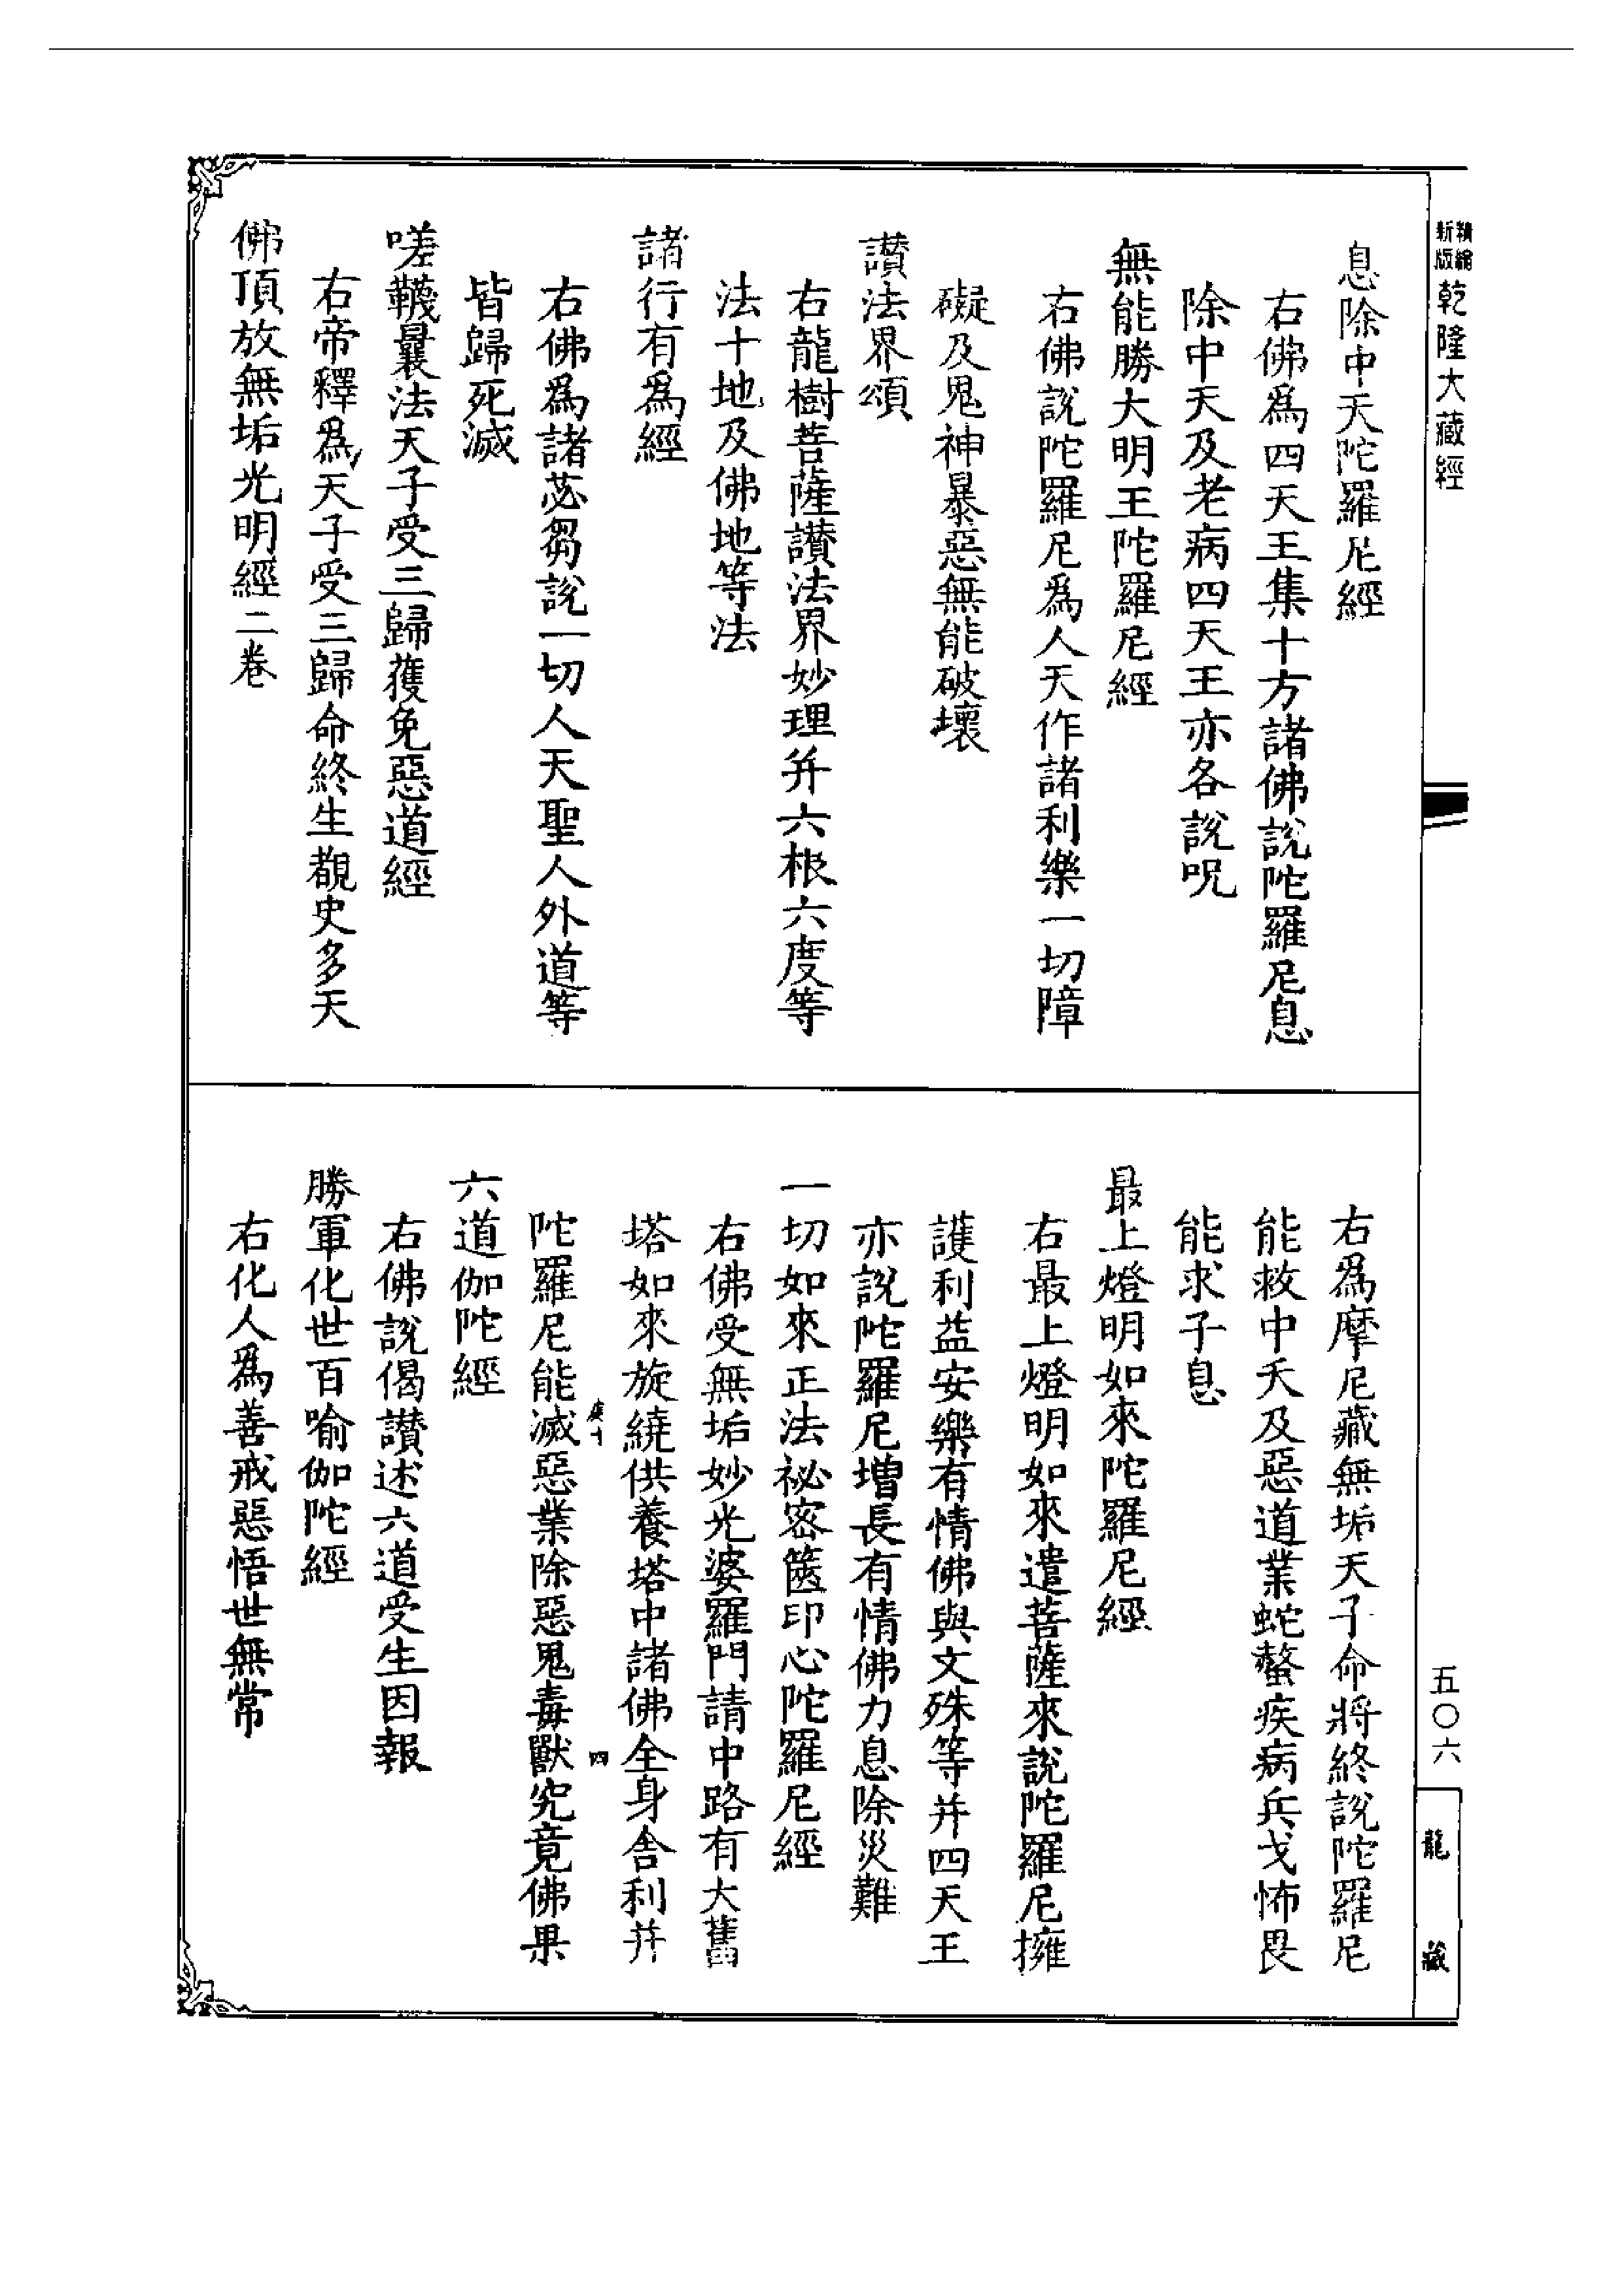 新編
新版
乾隆大藏經
息除中夭陀羅尼經
右佛為四天王集十方諸佛說陀羅尼息
除中夭及老病四天王亦各說呪
無能勝大明王陀羅尼經
右佛說陀羅尼為人天作諸利樂一切障
礙及鬼神暴惡無能破壞
讃法界頌
右龍樹菩薩讃法界妙理并六根六度等
法十地及佛地等法
諸行有為經
右佛為諸苾芻說一切人天聖人外道等
皆歸死滅
嗟韈曩法天子受三歸獲免惡道經
右帝釋為天子受三歸命終生覩史多天
佛頂放無垢光明經二卷
右為摩尼藏無垢天子命將終說陀羅尼
能救中夭及惡道業蛇螫疾病兵戈怖畏
能求子息
最上燈明如來陀羅尼經
右最上燈明如來遣菩薩來說陀羅尼擁
護利益安樂有情佛與文殊等并四天王
亦說陀羅尼增長有情佛力息除災難
一切如來正法祕密篋印心陀羅尼經
右佛受無垢妙光婆羅門請中路有大舊
塔如來旋繞供養塔中諸佛全身舍利并
廣十
四
陀羅尼能滅惡業除惡鬼毒獸究竟佛果
六道伽陀經
右佛說偈讃述六道受生因報
勝軍化世百喻伽陀經
右化人為善戒惡悟世無常
五〇六
龍藏